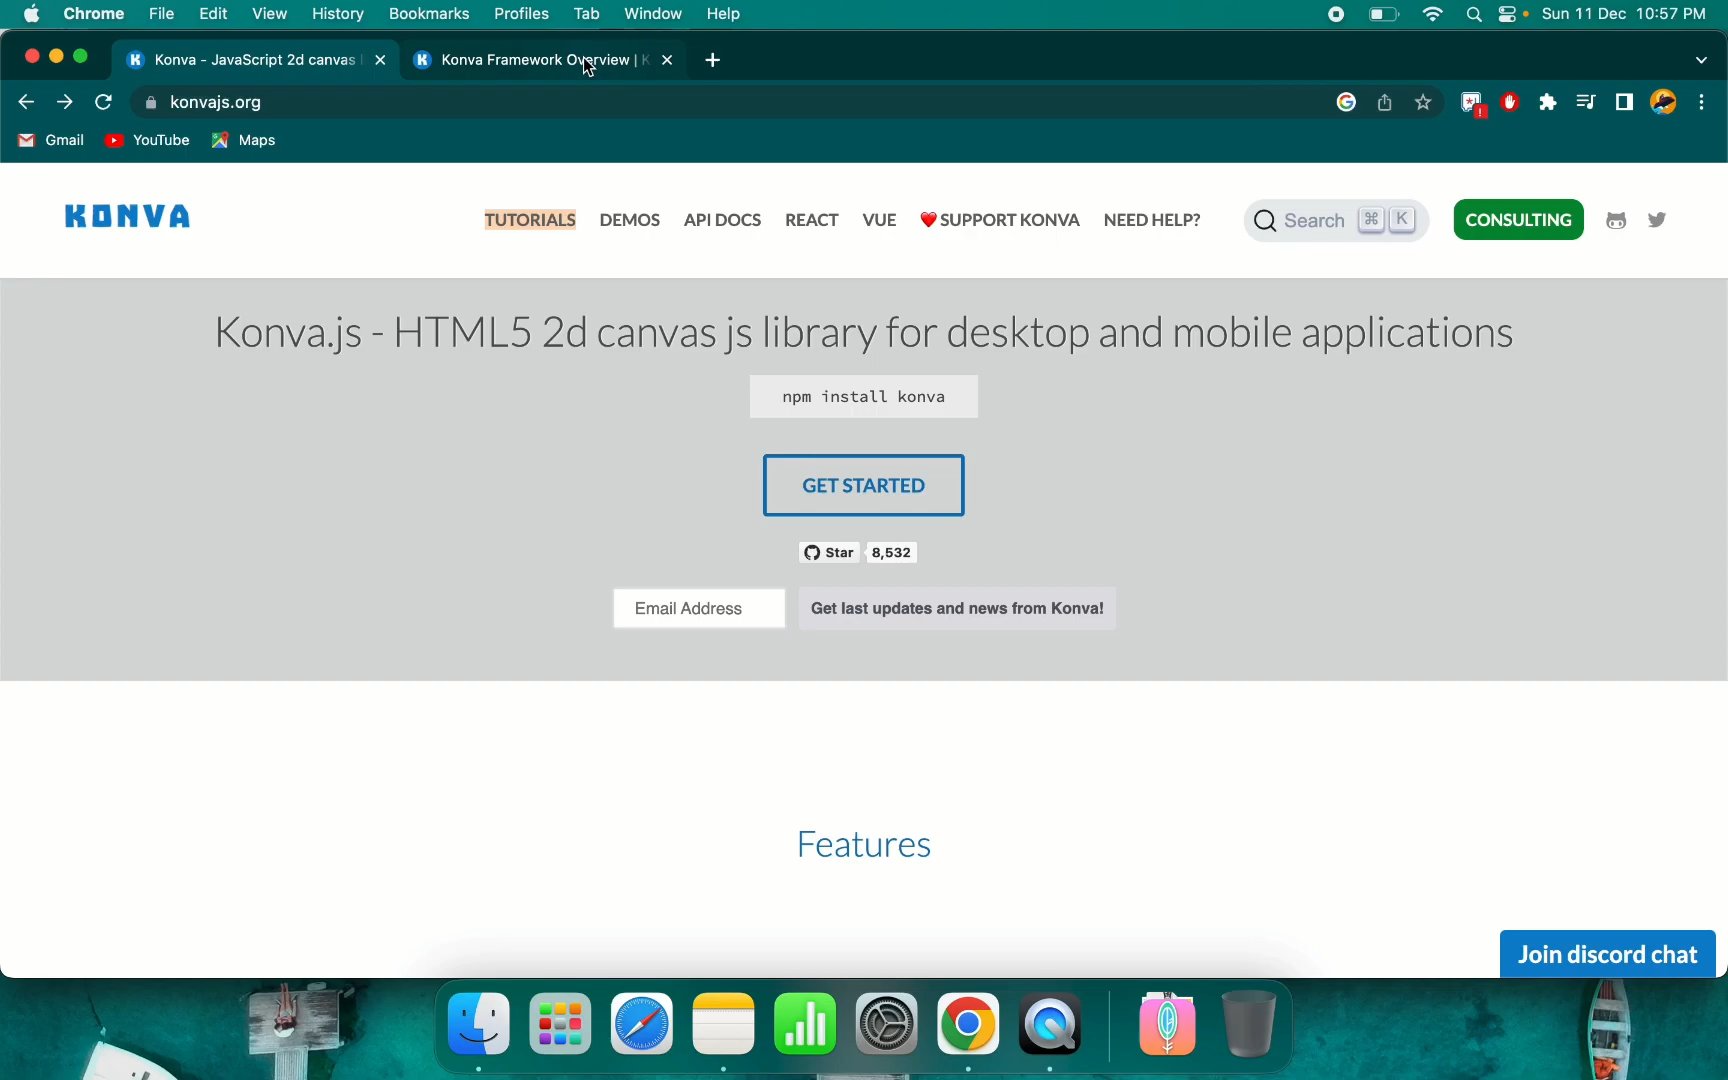 Chrome File Edit View History Bookmarks Profiles Tab Window Help Sun 11 Dec 10:57 PM
Konva - JavaScript 2d canvas Konva Framework Overview | K
konvajs.org
Gmail YouTube Maps
KONVA TUTORIALS DEMOS API DOCS REACT VUE ❤️SUPPORT KONVA NEED HELP? Search ⌘ K CONSULTING
Konva.js - HTML5 2d canvas js library for desktop and mobile applications
npm install konva
GET STARTED
Star 8,532
Email Address Get last updates and news from Konva!
Features
Join discord chat